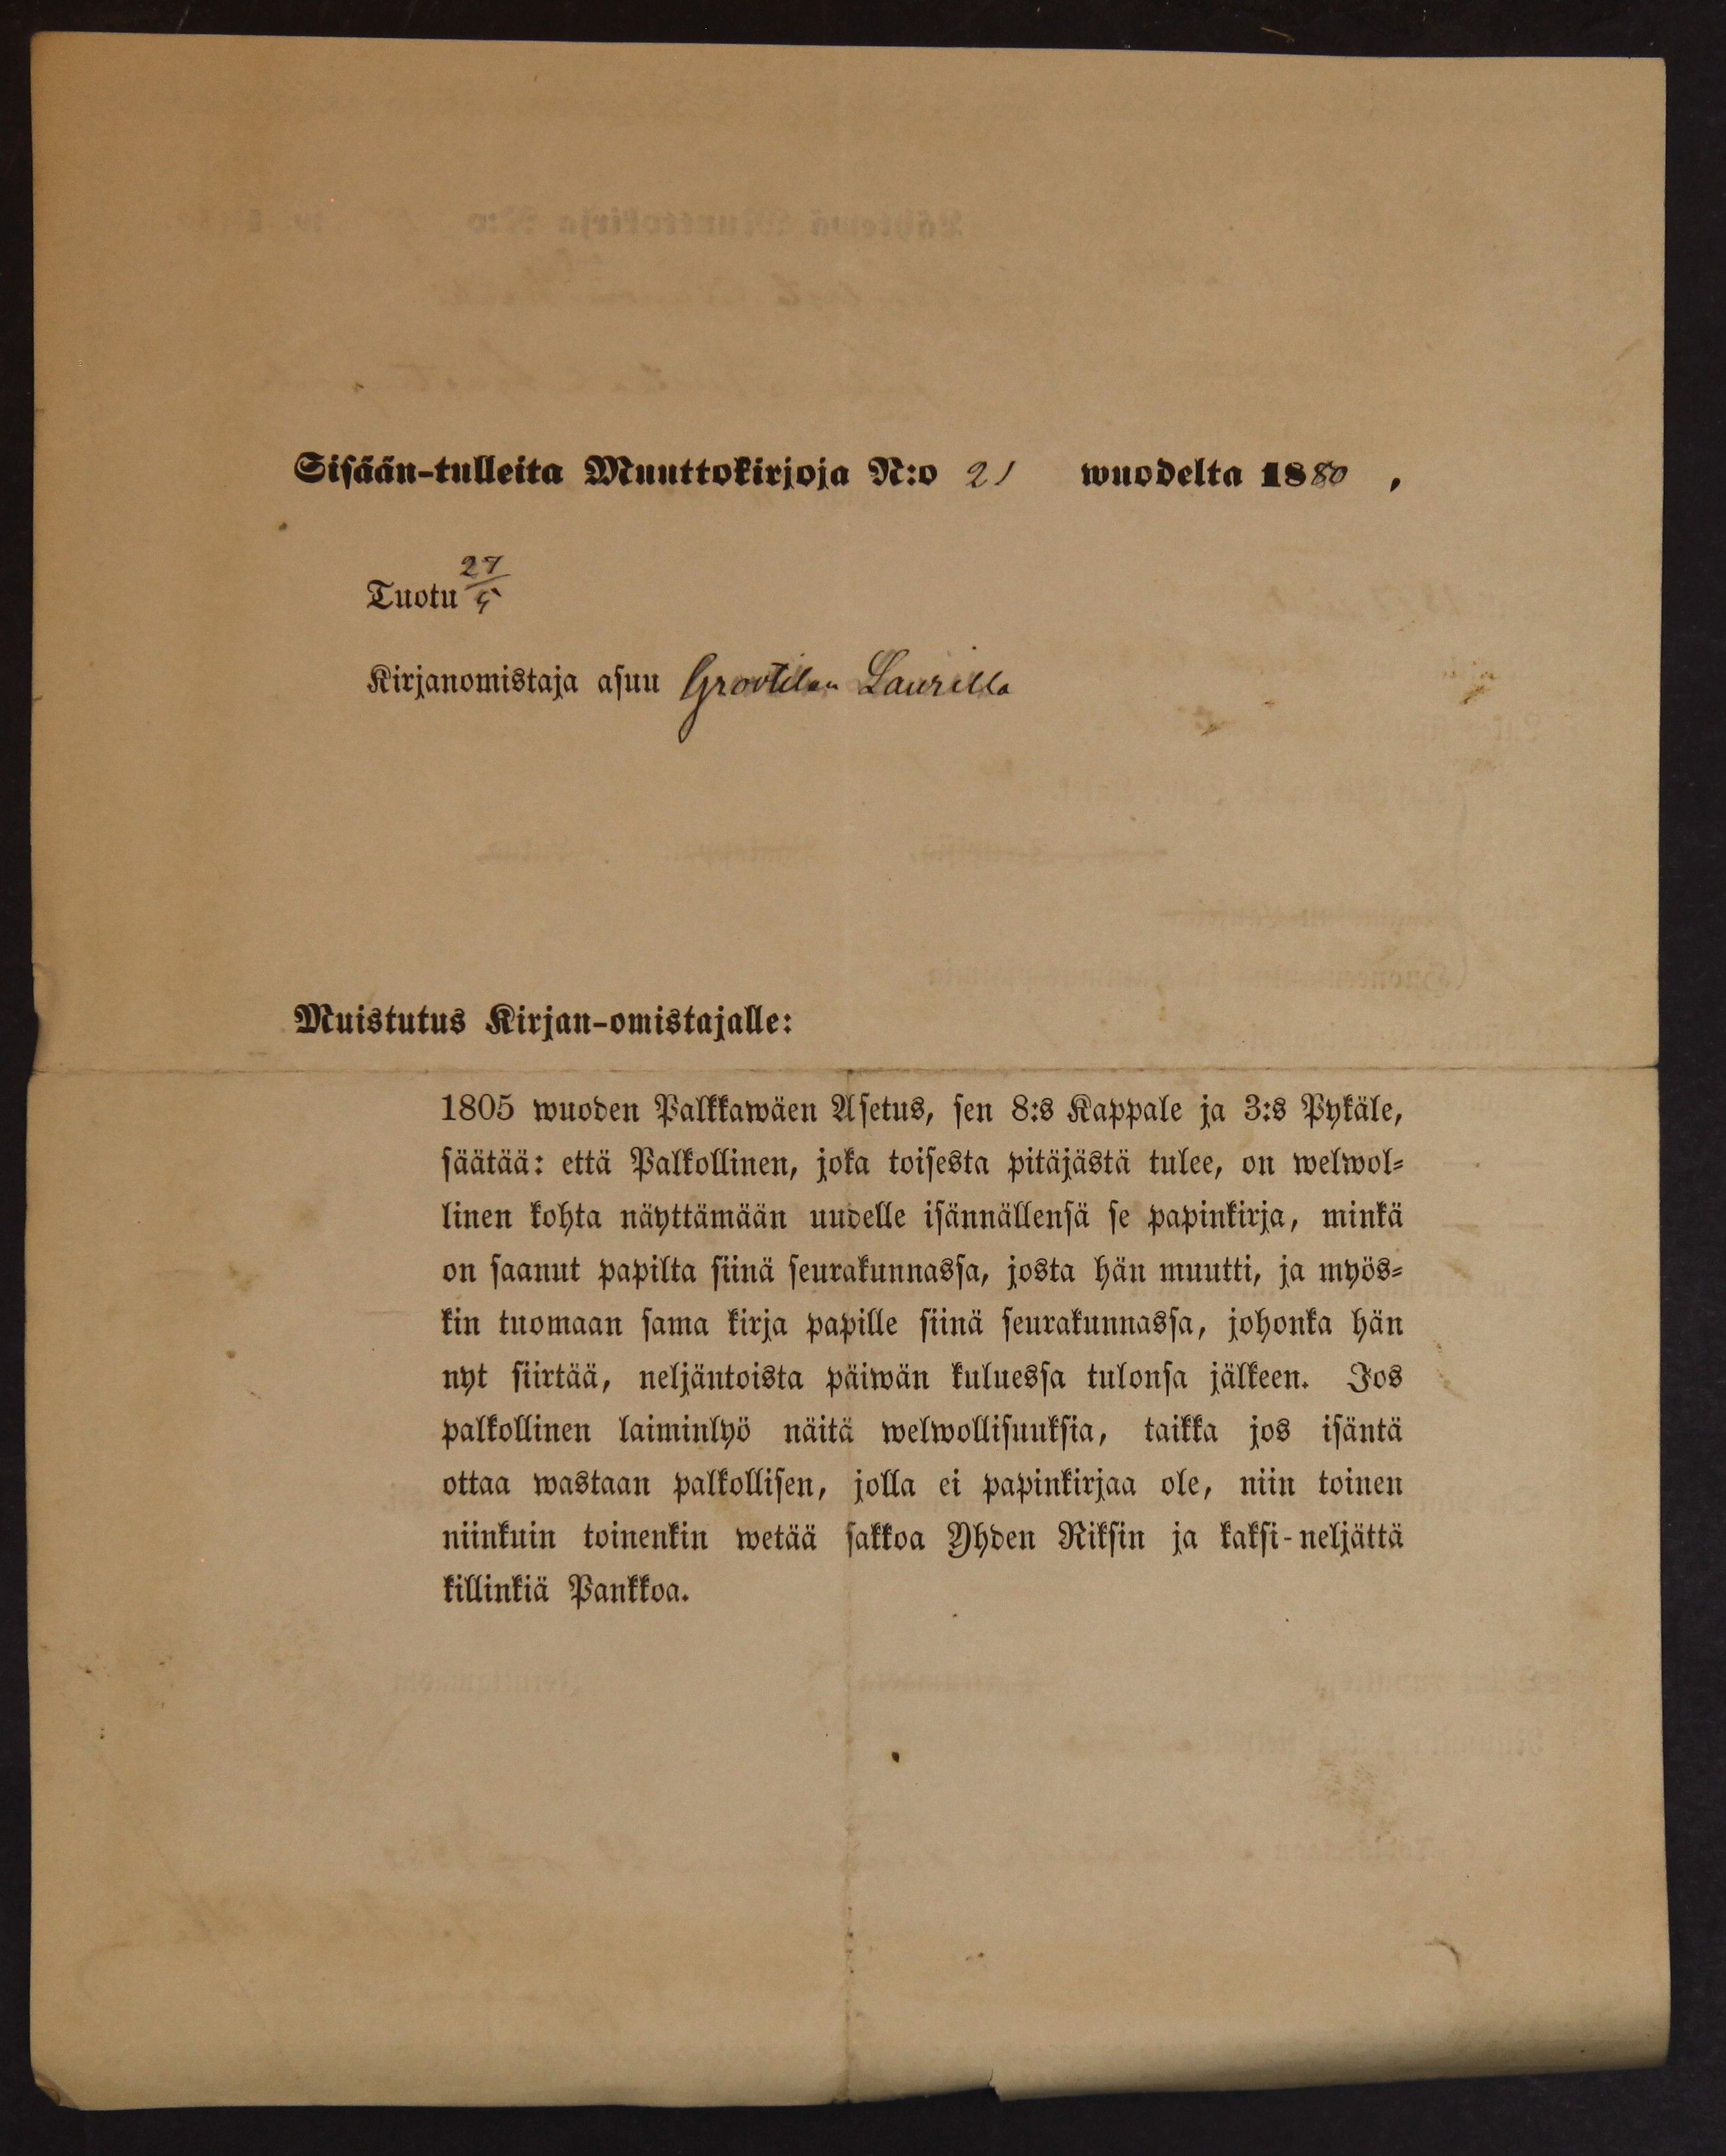 Sisään-tulleita Muuttokirjoja N:o 21 wuodelta 1880,
Tuotu 27/5
Kirjanomistaja asuu Laurilla
Muistutus Kirjan-omistajalle:
1805 wuoden Palkkawäen Asetus, sen 8:s Kappale ja 3:s Pykäle,
säätää: että Palkollinen, joka toisesta pitäjästä tulee, on welwol-
linen kohta näyttämään uudelle isännällensä se papinkirja, minkä
on saanut papilta siinä seurakunnassa, josta hän muutti, ja myös-
kin tuomaan sama kirja papille siinä seurakunnassa, johonka hän
nyt siirtää, neljäntoista päiwän kuluessa tulonsa jälkeen. Jos
palkollinen laiminlyö näitä welwollisuuksia, taikka jos isäntä
ottaa wastaan palkollisen, jolla ei papinkirjaa ole, niin toinen
niinkuin toinenkin wetää sakkoa Yhden Riksin ja kaksi-neljättä
killinkiä Pankkoa.